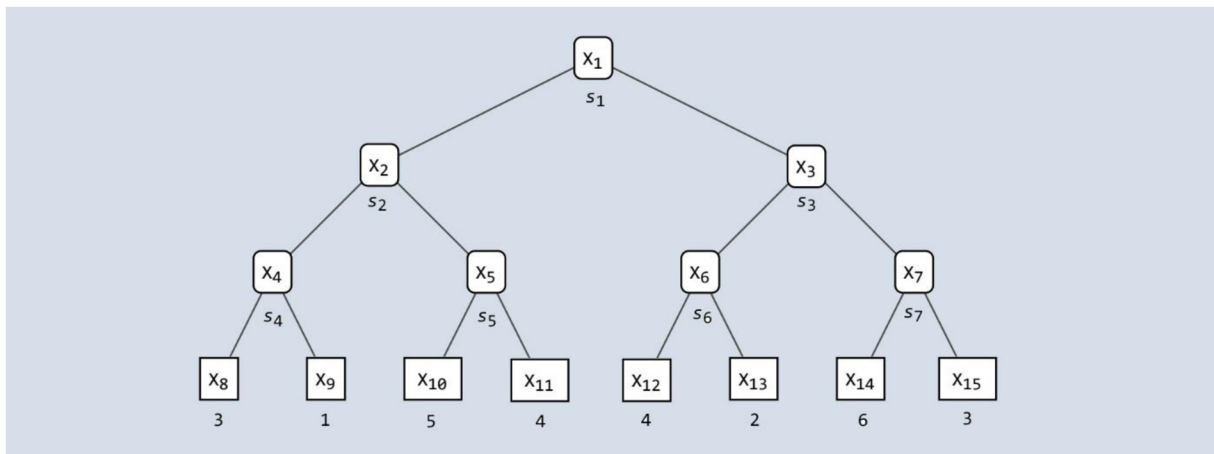 x₁
s₁
x₂ x₃
s₂ s₃
x₄ x₅ x₆ x₇
s₄ s₅ s₆ s₇
x₈ x₉ x₁₀ x₁₁ x₁₂ x₁₃ x₁₄ x₁₅
3 1 5 4 4 2 6 3